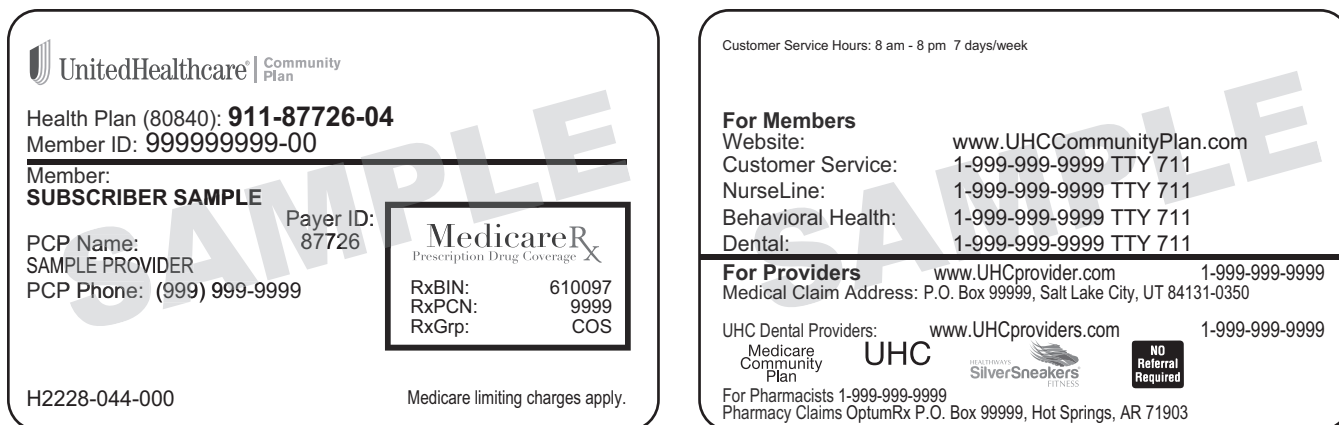 UnitedHealthcare® | Community Plan
Health Plan (80840): 911-87726-04
Member ID: 999999999-00
Member:
SUBSCRIBER SAMPLE
Payer ID:
87726
PCP Name:
SAMPLE PROVIDER
PCP Phone: (999) 999-9999
MedicareRx
Prescription Drug Coverage
RxBIN: 610097
RxPCN: 9999
RxGrp: COS
H2228-044-000
Medicare limiting charges apply.
SAMPLE
Customer Service Hours: 8 am - 8 pm 7 days/week
For Members
Website: www.UHCCommunityPlan.com
Customer Service: 1-999-999-9999 TTY 711
NurseLine: 1-999-999-9999 TTY 711
Behavioral Health: 1-999-999-9999 TTY 711
Dental: 1-999-999-9999 TTY 711
For Providers www.UHCprovider.com 1-999-999-9999
Medical Claim Address: P.O. Box 99999, Salt Lake City, UT 84131-0350
UHC Dental Providers: www.UHCproviders.com 1-999-999-9999
Medicare
Community
Plan
UHC
HEALTHWAYS
SilverSneakers
FITNESS
NO
Referral
Required
For Pharmacists 1-999-999-9999
Pharmacy Claims OptumRx P.O. Box 99999, Hot Springs, AR 71903
SAMPLE